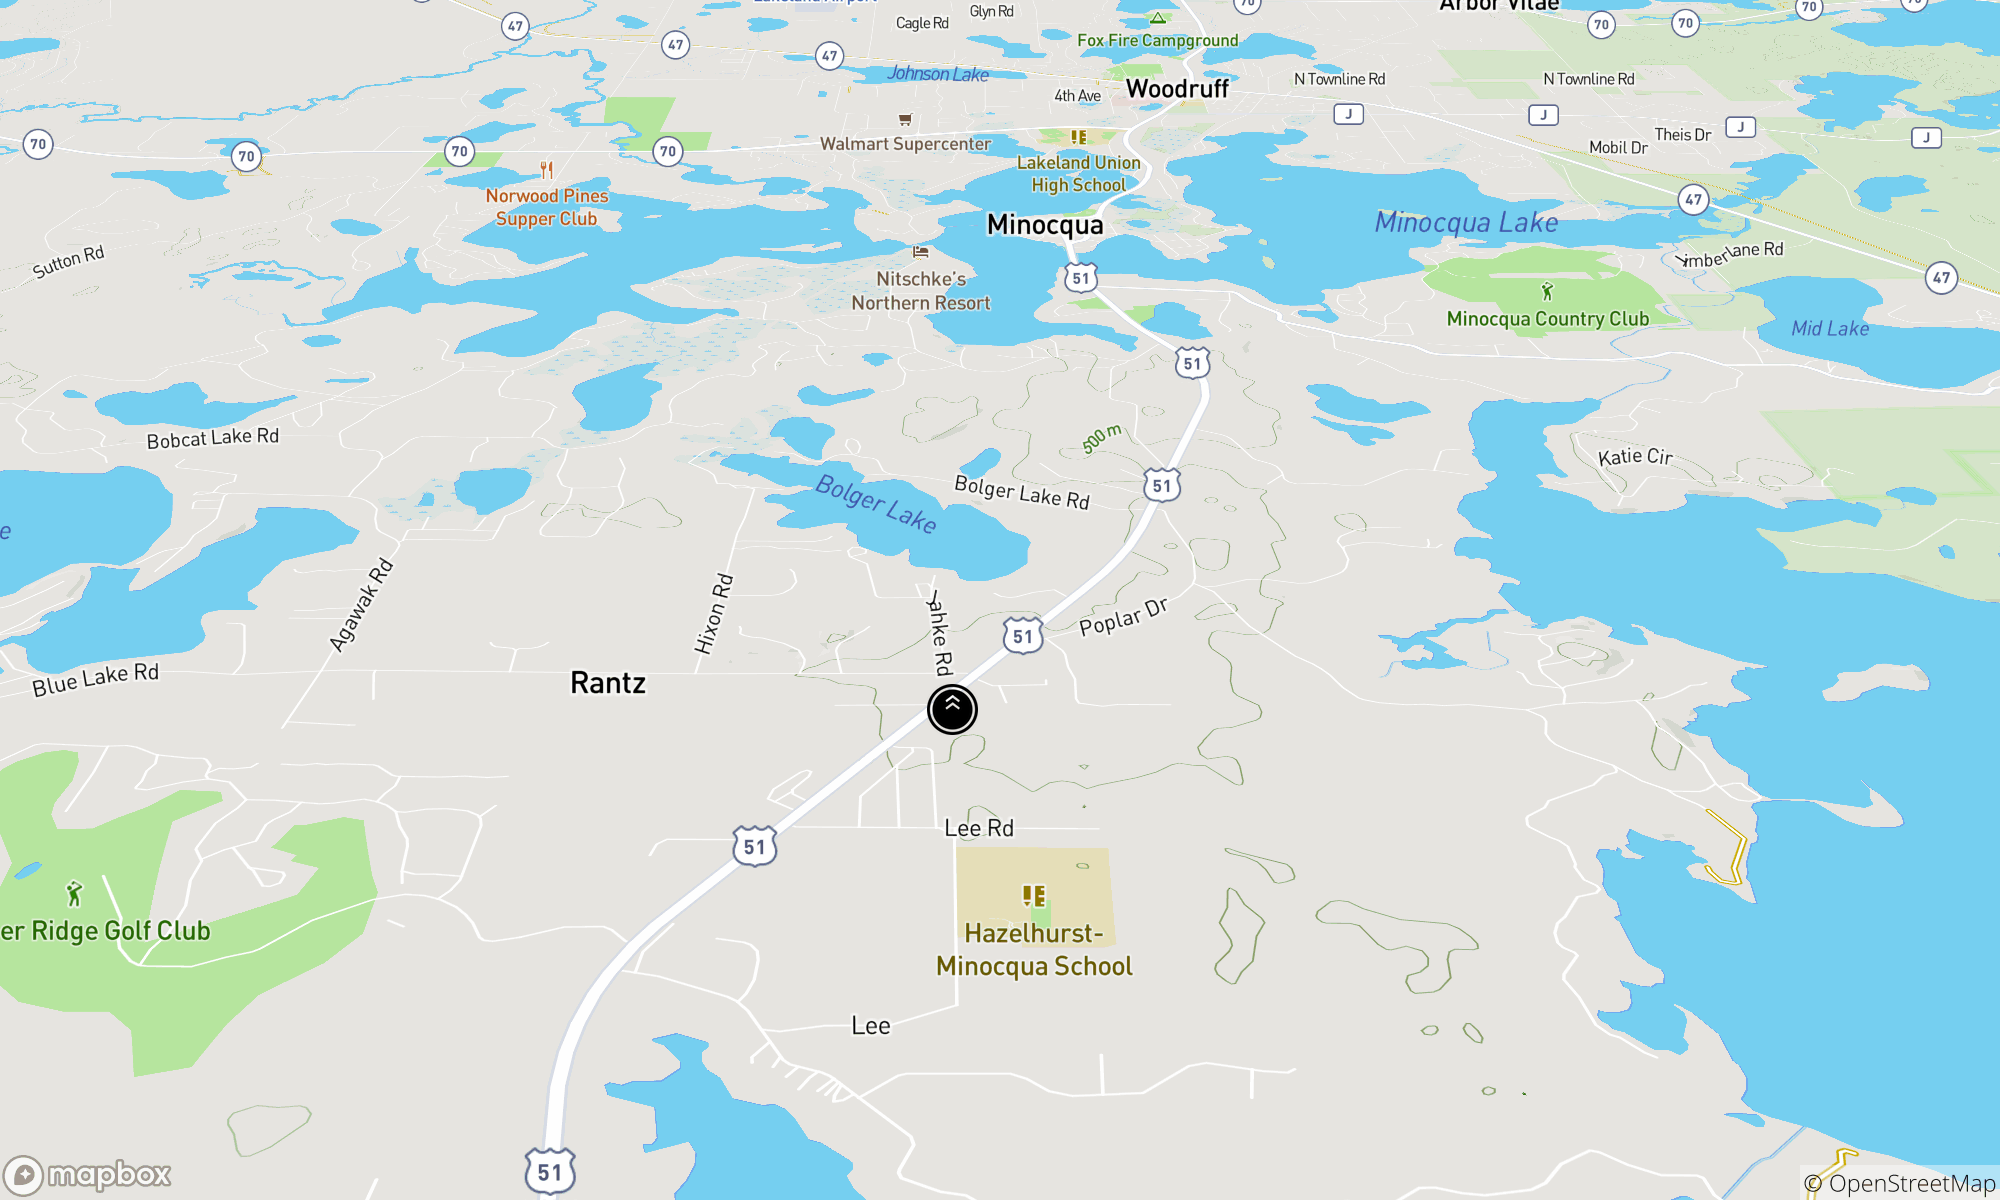 Lakeland Airport
Glyn Rd
Cagle Rd
Arbor Vitae
47
47
47
70
70
70
70
70
Fox Fire Campground
Johnson Lake
4th Ave
Woodruff
N Townline Rd
N Townline Rd
J
J
J
J
Theis Dr
Mobil Dr
70
70
70
70
Walmart Supercenter
Lakeland Union
High School
Norwood Pines
Supper Club
47
Minocqua
Minocqua Lake
Sutton Rd
Timberlane Rd
Nitschke's
Northern Resort
51
47
Minocqua Country Club
Mid Lake
51
Bobcat Lake Rd
500 m
Katie Cir
Bolger Lake
Bolger Lake Rd
51
e
Agawak Rd
Hixon Rd
ahke Rd
Poplar Dr
51
Blue Lake Rd
Rantz
Lee Rd
51
er Ridge Golf Club
Hazelhurst-
Minocqua School
Lee
51
mapbox
© OpenStreetMap